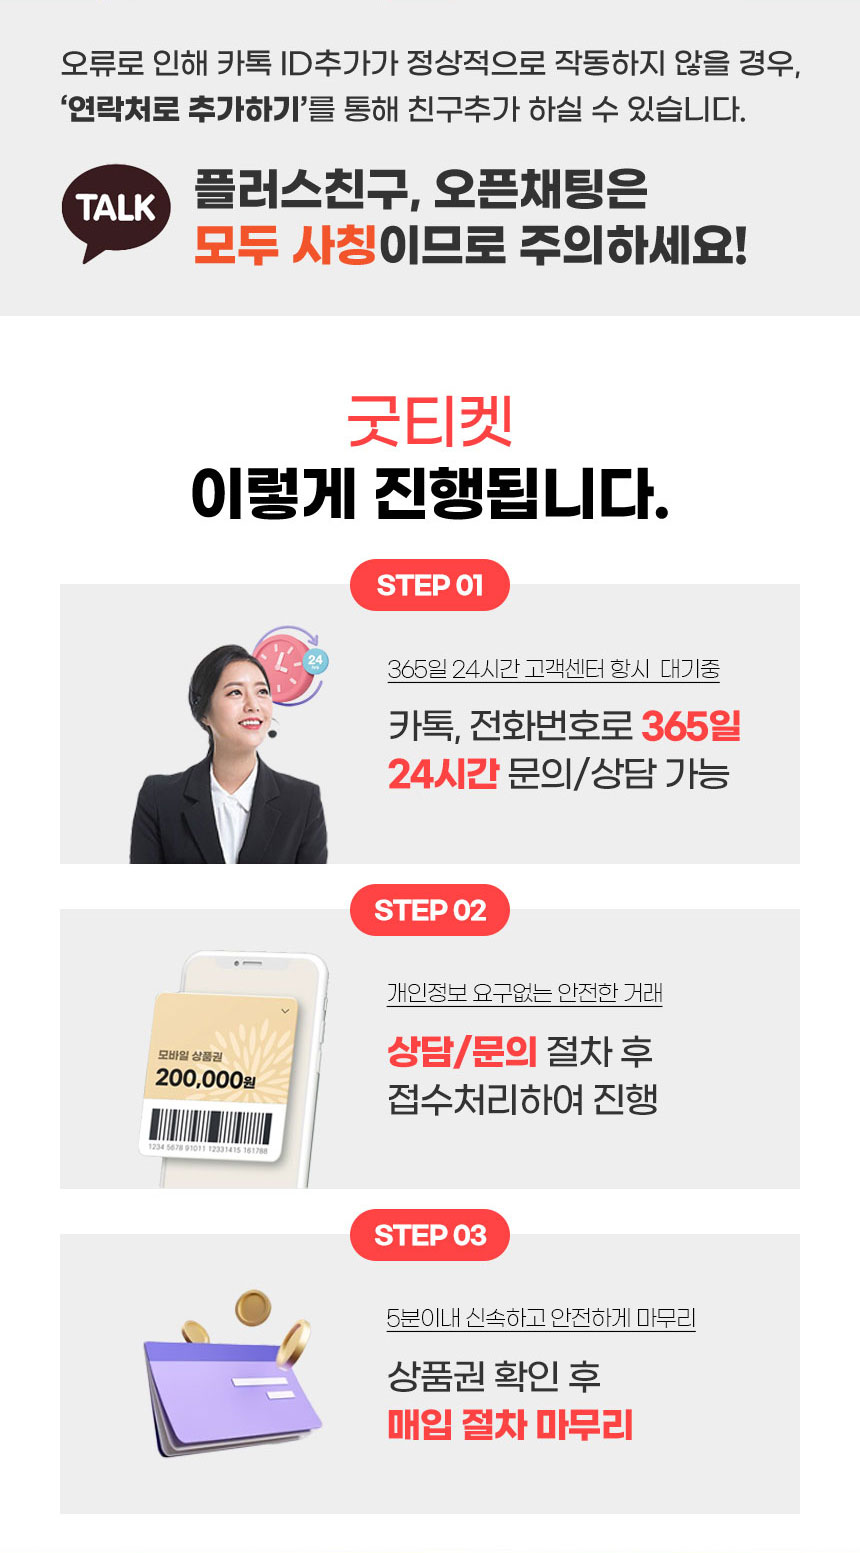 오류로 인해 카톡 ID추가가 정상적으로 작동하지 않을 경우,
‘연락처로 추가하기’를 통해 친구추가 하실 수 있습니다.
TALK
플러스친구, 오픈채팅은
모두 사칭이므로 주의하세요!
굿티켓
이렇게 진행됩니다.
STEP 01
24
365일 24시간 고객센터 항시 대기중
카톡, 전화번호로 365일
24시간 문의/상담 가능
STEP 02
개인정보 요구없는 안전한 거래
상담/문의 절차 후
접수처리하여 진행
모바일 상품권
200,000원
1234 5678 91011 12331415 161788
STEP 03
5분이내 신속하고 안전하게 마무리
상품권 확인 후
매입 절차 마무리